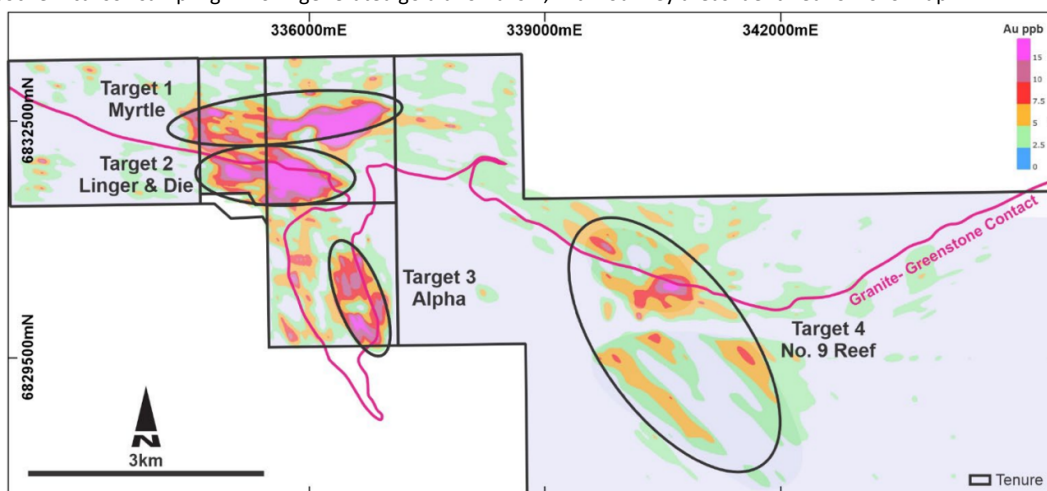 336000mE
339000mE
342000mE
Au ppb
15
10
7.5
5
2.5
0
6832500mN
6829500mN
Target 1
Myrtle
Target 2
Linger & Die
Target 3
Alpha
Target 4
No. 9 Reef
Granite- Greenstone Contact
N
3km
Tenure